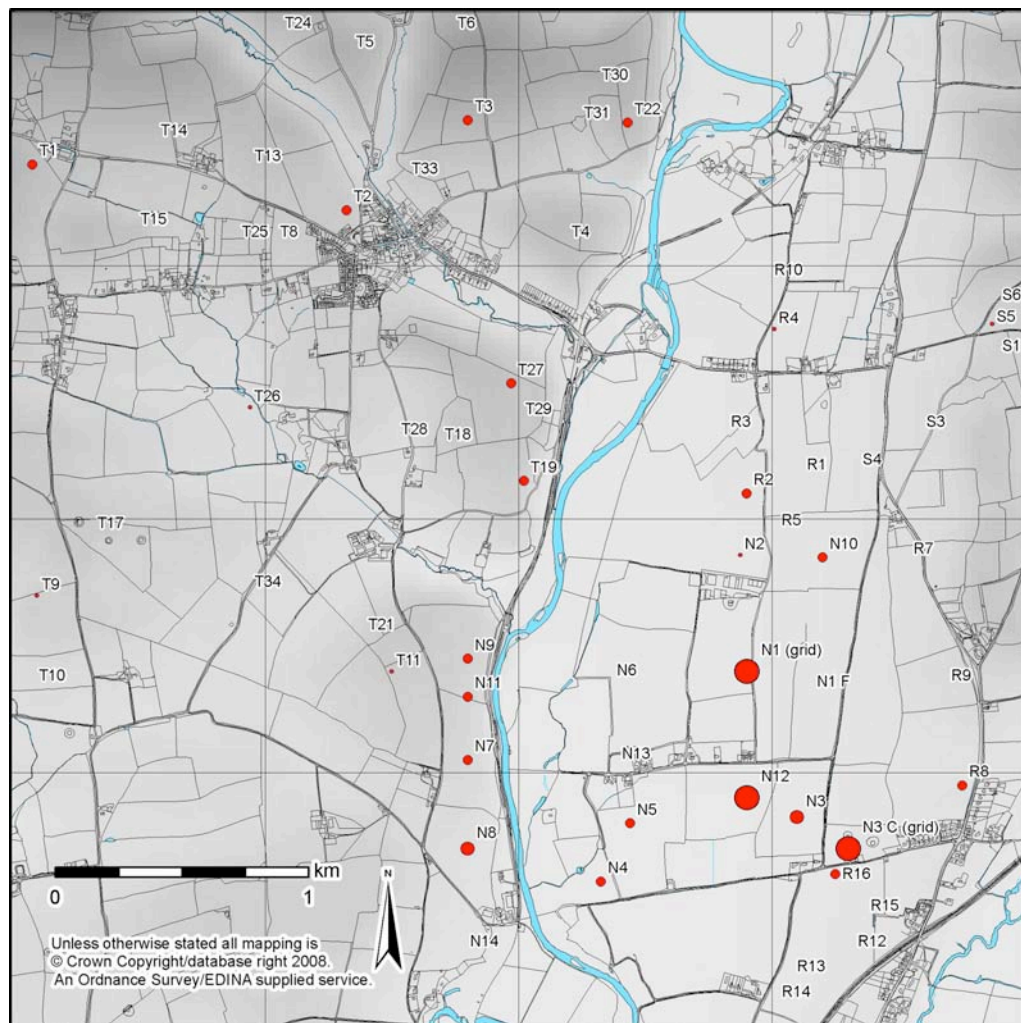 T24
T6
T5
T30
T3
T31
T22
T14
T13
T1
T33
T2
T15
T25
T8
T4
R10
S6
R4
S5
S1
T27
T26
T29
T28
T18
R3
S3
R1
S4
T19
R2
R5
T17
N2
N10
R7
T9
T34
T21
N9
N1 (grid)
T11
N6
T10
N11
N1 F
R9
N7
N13
N12
R8
N5
N3
N8
N3 C (grid)
N4
R16
km
0
1
N
R15
N14
R12
R13
R14
Unless otherwise stated all mapping is
© Crown Copyright/database right 2008.
An Ordnance Survey/EDINA supplied service.